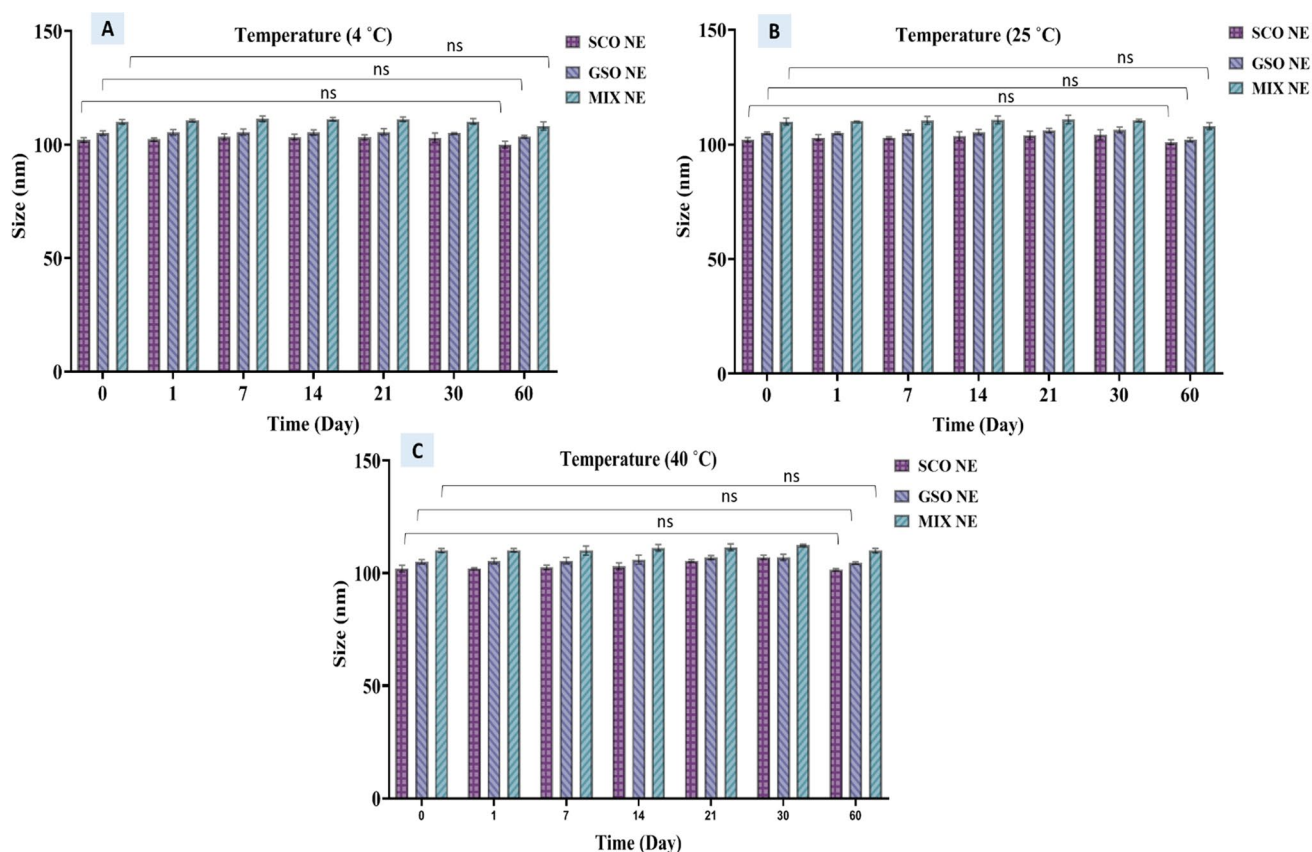 A
Temperature (4 °C)
SCO NE
GSO NE
MIX NE
ns
ns
ns
150
100
50
0
Size (nm)
0 1 7 14 21 30 60
Time (Day)
B
Temperature (25 °C)
SCO NE
GSO NE
MIX NE
ns
ns
ns
150
100
50
0
Size (nm)
0 1 7 14 21 30 60
Time (Day)
C
Temperature (40 °C)
SCO NE
GSO NE
MIX NE
ns
ns
ns
150
100
50
0
Size (nm)
0 1 7 14 21 30 60
Time (Day)